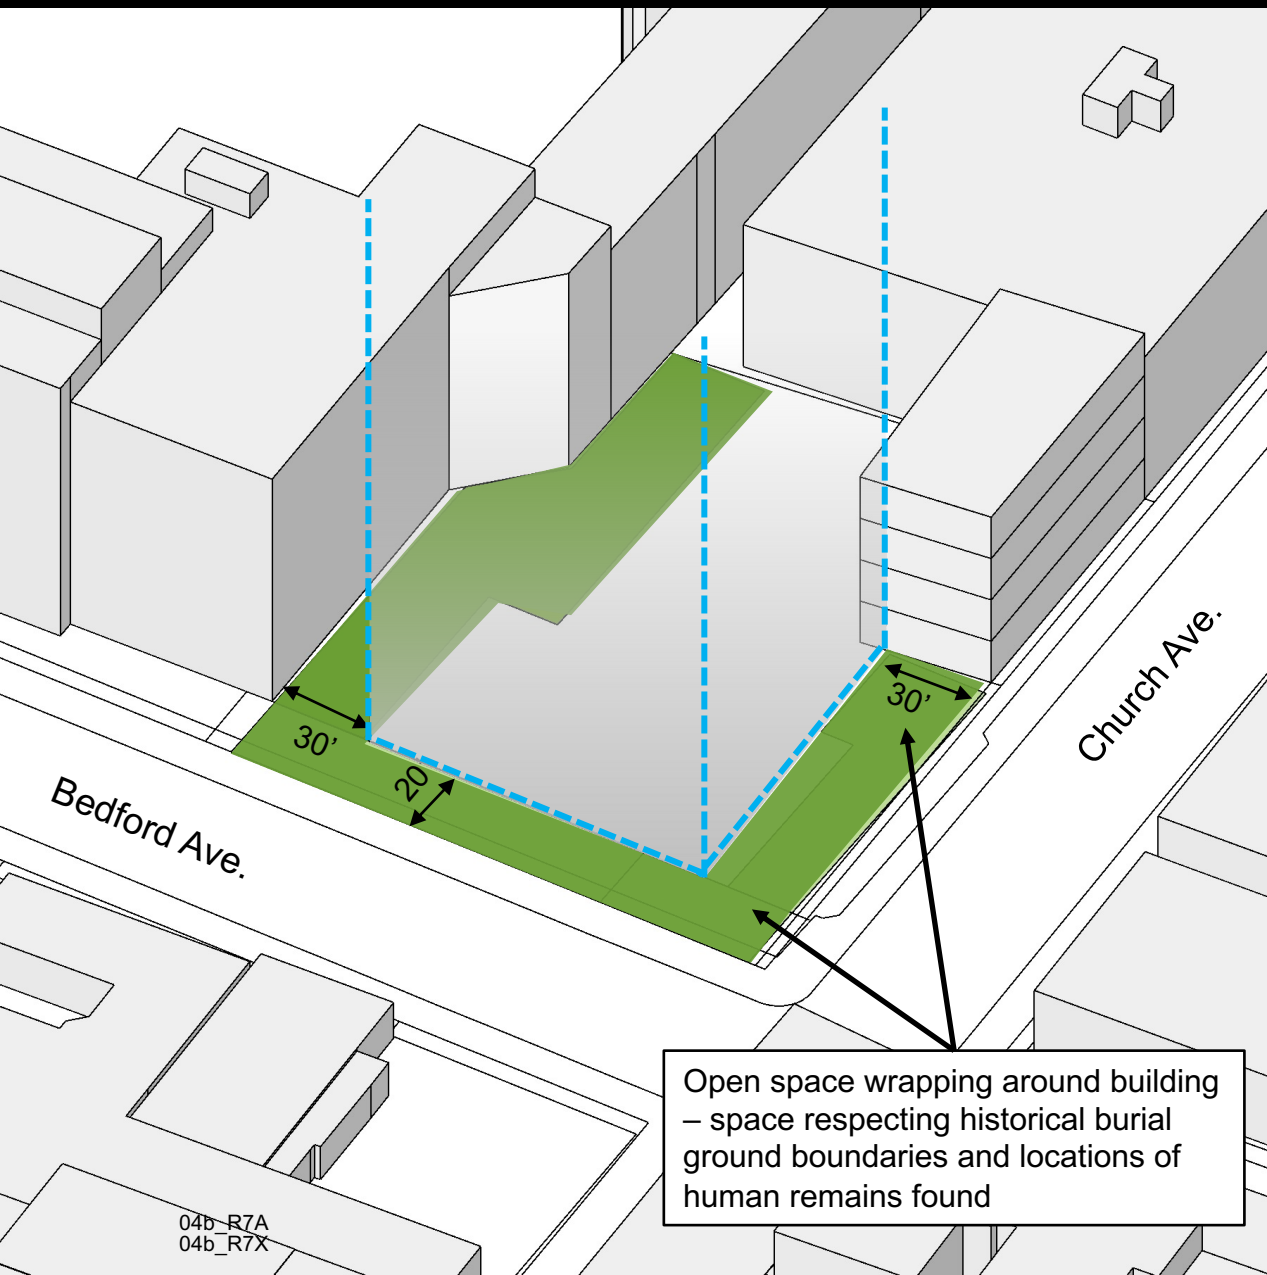 Church Ave.
30’
30’
20
Bedford Ave.
Open space wrapping around building
– space respecting historical burial
ground boundaries and locations of
human remains found
04b_R7A
04b_R7X